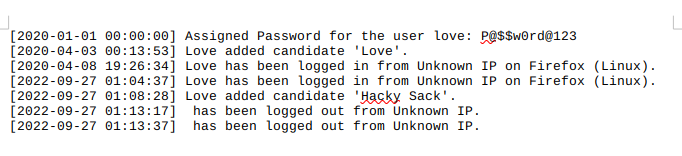 [2020-01-01 00:00:00] Assigned Password for the user love: P@$$w0rd@123
[2020-04-03 00:13:53] Love added candidate 'Love'.
[2020-04-08 19:26:34] Love has been logged in from Unknown IP on Firefox (Linux).
[2022-09-27 01:04:37] Love has been logged in from Unknown IP on Firefox (Linux).
[2022-09-27 01:08:28] Love added candidate 'Hacky Sack'.
[2022-09-27 01:13:17]  has been logged out from Unknown IP.
[2022-09-27 01:13:37]  has been logged out from Unknown IP.